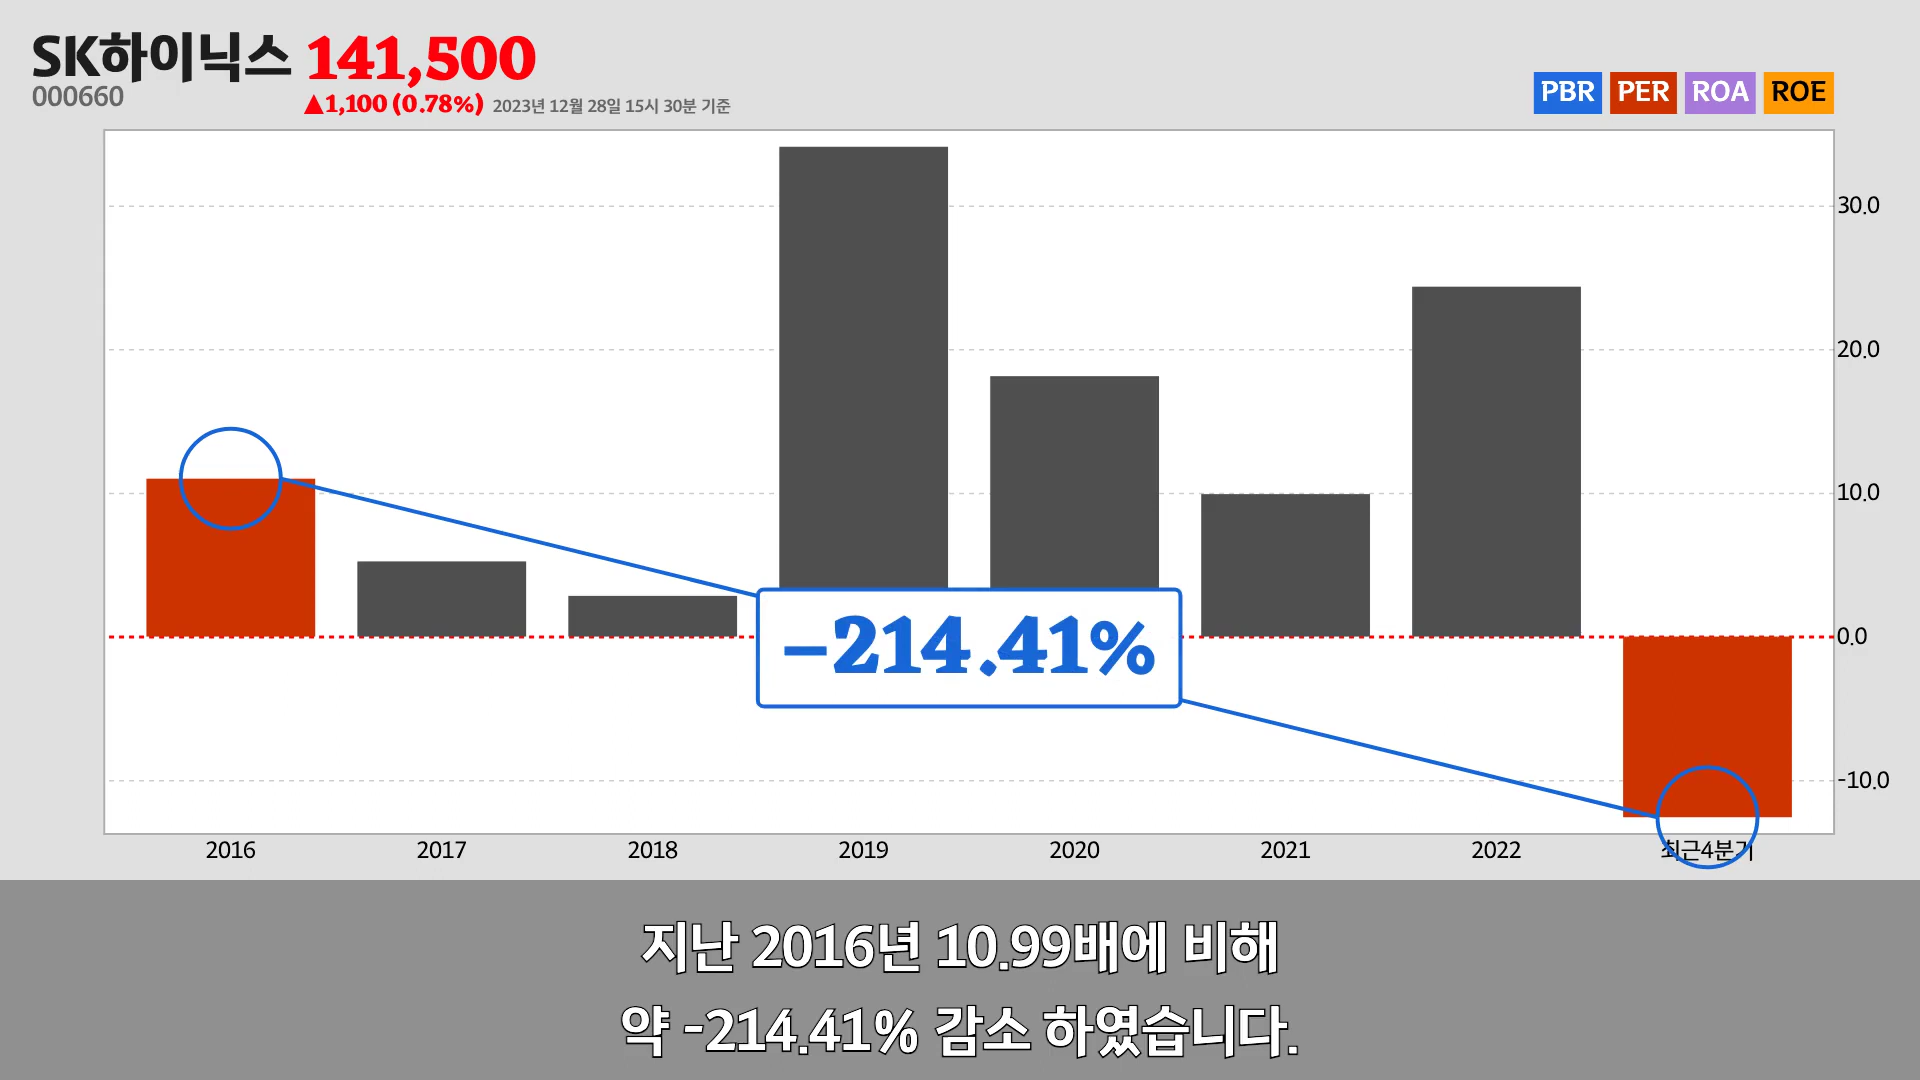 SK하이닉스 141,500
000660
▲1,100 (0.78%) 2023년 12월 28일 15시 30분 기준
PBR PER ROA ROE
30.0
20.0
10.0
0.0
-10.0
-214.41%
2016 2017 2018 2019 2020 2021 2022 최근4분기
지난 2016년 10.99배에 비해
약 -214.41% 감소 하였습니다.